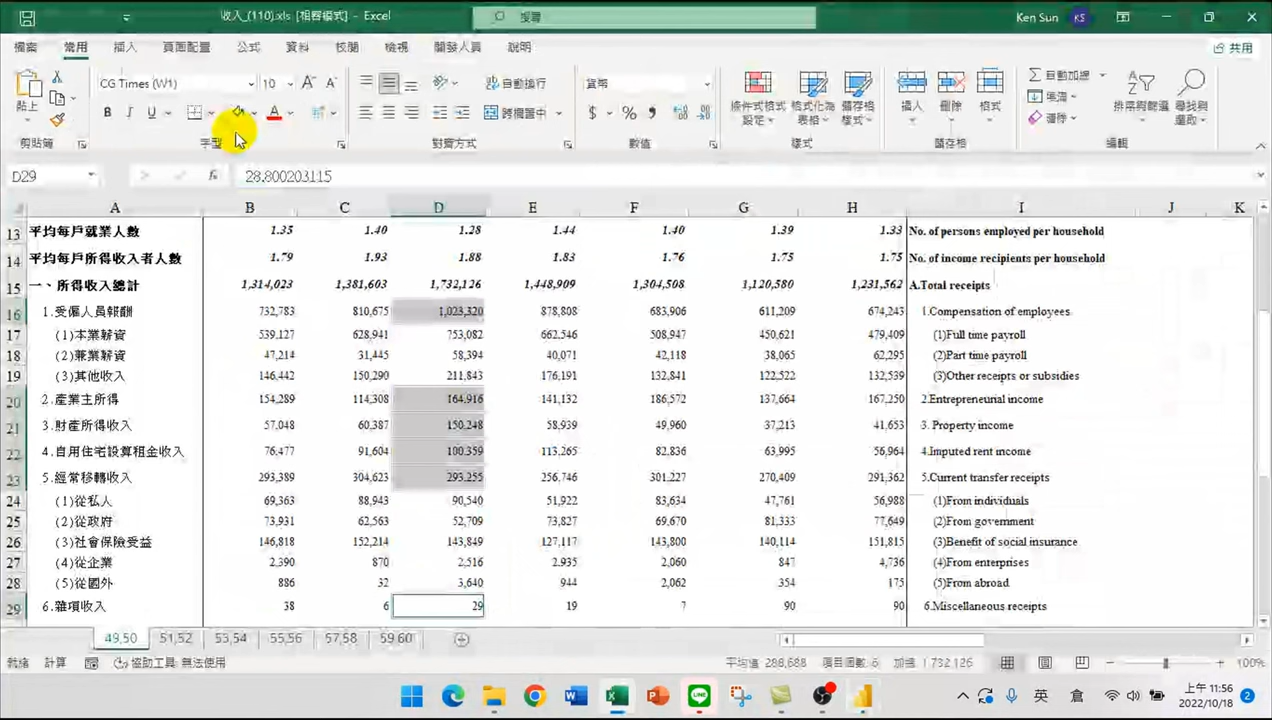 收入_(110).xls [相容模式] - Excel
搜尋
Ken Sun KS
檔案 常用 插入 頁面配置 公式 資料 校閱 檢視 開發人員 說明 共用
貼上 CG Times (W1) 10 自動換行 貨幣 條件式格式設定 格式化為表格 儲存格樣式 插入 刪除 格式 自動加總 填滿 清除 排序與篩選 尋找與選取
B I U A 跨欄置中 $ %
剪貼簿 字型 對齊方式 數值 樣式 儲存格 編輯
D29 fx 28.800203115
A B C D E F G H I J K
13 平均每戶就業人數 1.35 1.40 1.28 1.44 1.40 1.39 1.33 No. of persons employed per household
14 平均每戶所得收入者人數 1.79 1.93 1.88 1.83 1.76 1.75 1.75 No. of income recipients per household
15 一、所得收入總計 1,314,023 1,381,603 1,732,126 1,448,909 1,304,508 1,120,580 1,231,562 A.Total receipts
16 1.受僱人員報酬 732,783 810,675 1,023,320 878,808 683,906 611,209 674,243 1.Compensation of employees
17 (1)本業薪資 539,127 628,941 753,082 662,546 508,947 450,621 479,409 (1)Full time payroll
18 (2)兼業薪資 47,214 31,445 58,394 40,071 42,118 38,065 62,295 (2)Part time payroll
19 (3)其他收入 146,442 150,290 211,843 176,191 132,841 122,522 132,539 (3)Other receipts or subsidies
20 2.產業主所得 154,289 114,308 164,916 141,132 186,572 137,664 167,250 2.Entrepreneurial income
21 3.財產所得收入 57,048 60,387 150,248 58,939 49,960 37,213 41,653 3. Property income
22 4.自用住宅設算租金收入 76,477 91,604 100,359 113,265 82,836 63,995 56,964 4.Imputed rent income
23 5.經常移轉收入 293,389 304,623 293,255 256,746 301,227 270,409 291,362 5.Current transfer receipts
24 (1)從私人 69,363 88,943 90,540 51,922 83,634 47,761 56,988 (1)From individuals
25 (2)從政府 73,931 62,563 52,709 73,827 69,670 81,333 77,649 (2)From government
26 (3)社會保險受益 146,818 152,214 143,849 127,117 143,800 140,114 151,815 (3)Benefit of social insurance
27 (4)從企業 2,390 870 2,516 2,935 2,060 847 4,736 (4)From enterprises
28 (5)從國外 886 32 3,640 944 2,062 354 175 (5)From abroad
29 6.雜項收入 38 6 29 19 7 90 90 6.Miscellaneous receipts
49,50 51,52 53,54 55,56 57,58 59.60
就緒 計算 協助工具: 無法使用 平均值: 288,688 項目個數: 6 加總: 1,732,126 100%
英 倉 上午 11:56
2022/10/18 2